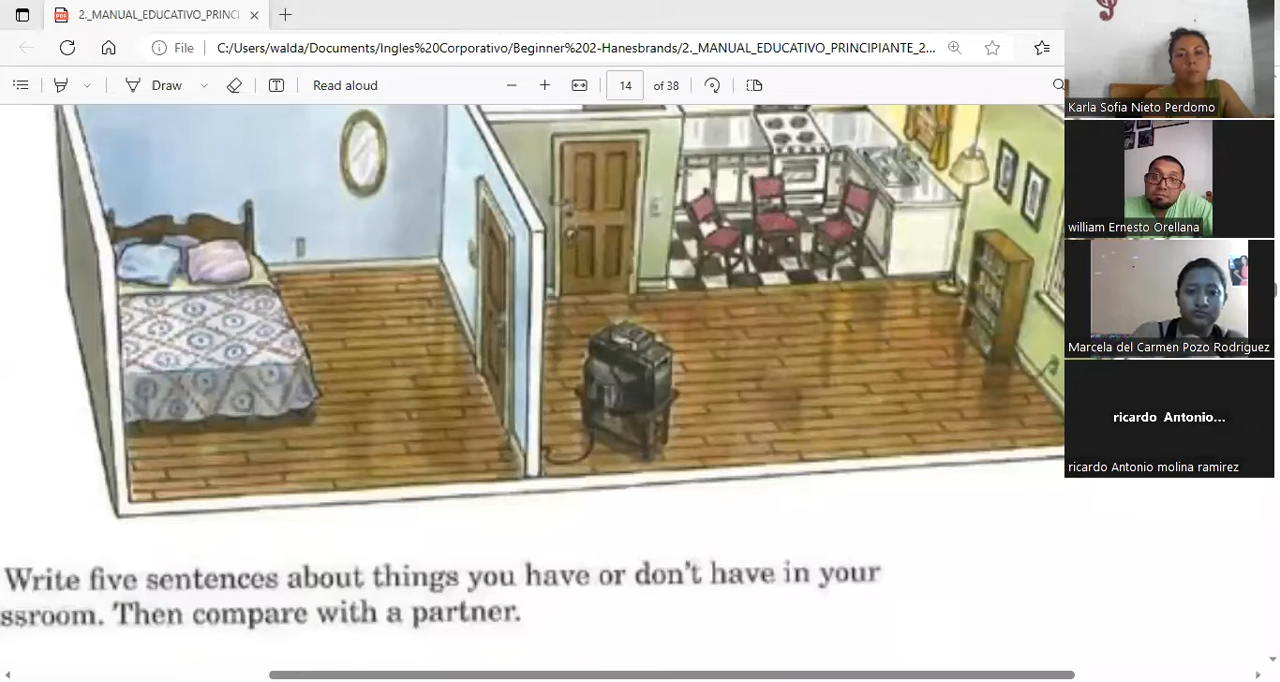 2._MANUAL_EDUCATIVO_PRINCI
File
C:/Users/walda/Documents/Ingles%20Corporativo/Beginner%202-Hanesbrands/2._MANUAL_EDUCATIVO_PRINCIPIANTE_2...
Draw
Read aloud
14 of 38
Write five sentences about things you have or don't have in your
ssroom. Then compare with a partner.
Karla Sofia Nieto Perdomo
william Ernesto Orellana
Marcela del Carmen Pozo Rodriguez
ricardo Antonio...
ricardo Antonio molina ramirez